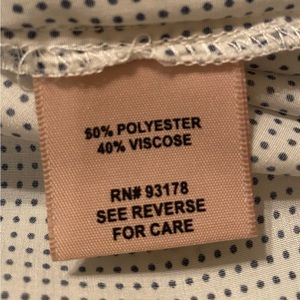 60% POLYESTER
40% VISCOSE
RN# 93178
SEE REVERSE
FOR CARE